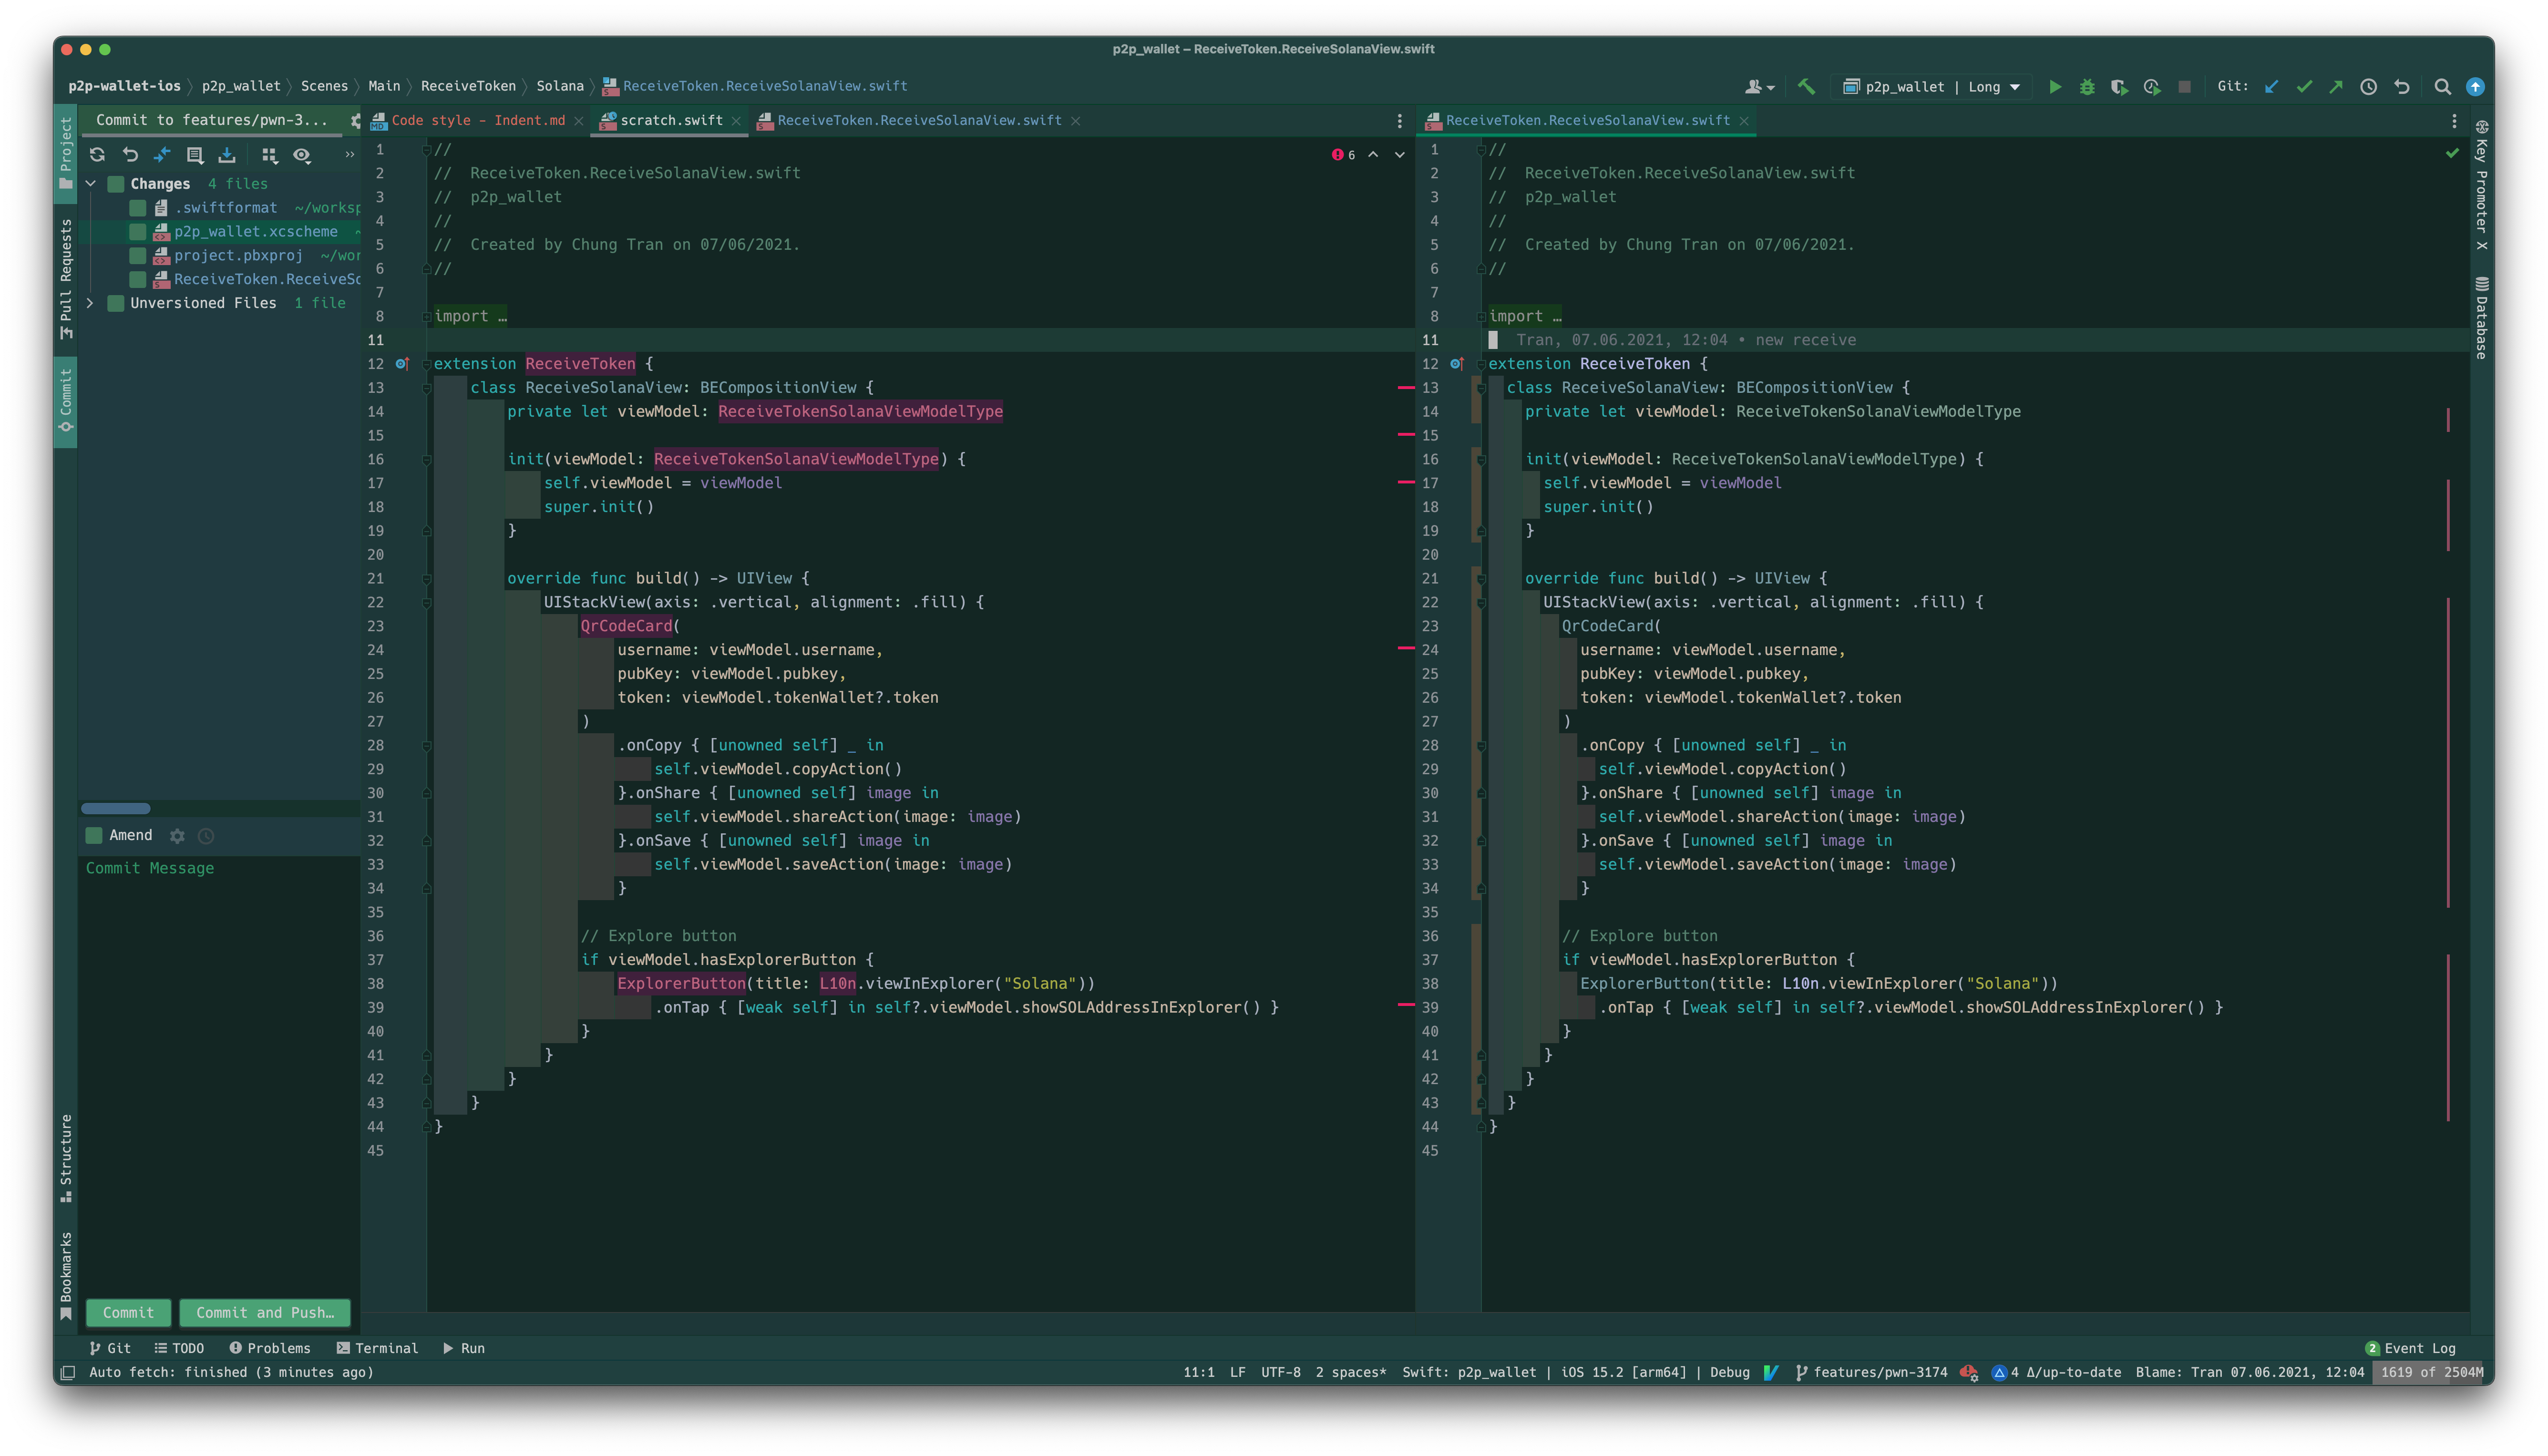 p2p_wallet – ReceiveToken.ReceiveSolanaView.swift
p2p-wallet-ios 〉 p2p_wallet 〉 Scenes 〉 Main 〉 ReceiveToken 〉 Solana 〉 ReceiveToken.ReceiveSolanaView.swift
p2p_wallet | Long
Git:
Project
Pull Requests
Commit
Structure
Bookmarks
Commit to features/pwn-3...
Changes 4 files
.swiftformat ~/worksp
p2p_wallet.xcscheme ~
project.pbxproj ~/wor
ReceiveToken.ReceiveSo
Unversioned Files 1 file
Amend
Commit Message
Commit
Commit and Push…
Code style - Indent.md
scratch.swift
ReceiveToken.ReceiveSolanaView.swift
6
1 //
2 //  ReceiveToken.ReceiveSolanaView.swift
3 //  p2p_wallet
4 //
5 //  Created by Chung Tran on 07/06/2021.
6 //
7
8 import …
11
12 extension ReceiveToken {
13     class ReceiveSolanaView: BECompositionView {
14         private let viewModel: ReceiveTokenSolanaViewModelType
15
16         init(viewModel: ReceiveTokenSolanaViewModelType) {
17             self.viewModel = viewModel
18             super.init()
19         }
20
21         override func build() -> UIView {
22             UIStackView(axis: .vertical, alignment: .fill) {
23                 QrCodeCard(
24                     username: viewModel.username,
25                     pubKey: viewModel.pubkey,
26                     token: viewModel.tokenWallet?.token
27                 )
28                     .onCopy { [unowned self] _ in
29                         self.viewModel.copyAction()
30                     }.onShare { [unowned self] image in
31                         self.viewModel.shareAction(image: image)
32                     }.onSave { [unowned self] image in
33                         self.viewModel.saveAction(image: image)
34                     }
35
36                 // Explore button
37                 if viewModel.hasExplorerButton {
38                     ExplorerButton(title: L10n.viewInExplorer("Solana"))
39                         .onTap { [weak self] in self?.viewModel.showSOLAddressInExplorer() }
40                 }
41             }
42         }
43     }
44 }
45
ReceiveToken.ReceiveSolanaView.swift
1 //
2 //  ReceiveToken.ReceiveSolanaView.swift
3 //  p2p_wallet
4 //
5 //  Created by Chung Tran on 07/06/2021.
6 //
7
8 import …
11    Tran, 07.06.2021, 12:04 • new receive
12 extension ReceiveToken {
13   class ReceiveSolanaView: BECompositionView {
14     private let viewModel: ReceiveTokenSolanaViewModelType
15
16     init(viewModel: ReceiveTokenSolanaViewModelType) {
17       self.viewModel = viewModel
18       super.init()
19     }
20
21     override func build() -> UIView {
22       UIStackView(axis: .vertical, alignment: .fill) {
23         QrCodeCard(
24           username: viewModel.username,
25           pubKey: viewModel.pubkey,
26           token: viewModel.tokenWallet?.token
27         )
28           .onCopy { [unowned self] _ in
29             self.viewModel.copyAction()
30           }.onShare { [unowned self] image in
31             self.viewModel.shareAction(image: image)
32           }.onSave { [unowned self] image in
33             self.viewModel.saveAction(image: image)
34           }
35
36         // Explore button
37         if viewModel.hasExplorerButton {
38           ExplorerButton(title: L10n.viewInExplorer("Solana"))
39             .onTap { [weak self] in self?.viewModel.showSOLAddressInExplorer() }
40         }
41       }
42     }
43   }
44 }
45
Key Promoter X
Database
Git
TODO
Problems
Terminal
Run
2 Event Log
Auto fetch: finished (3 minutes ago)
11:1 LF UTF-8 2 spaces* Swift: p2p_wallet | iOS 15.2 [arm64] | Debug features/pwn-3174 4 Δ/up-to-date Blame: Tran 07.06.2021, 12:04 1619 of 2504M